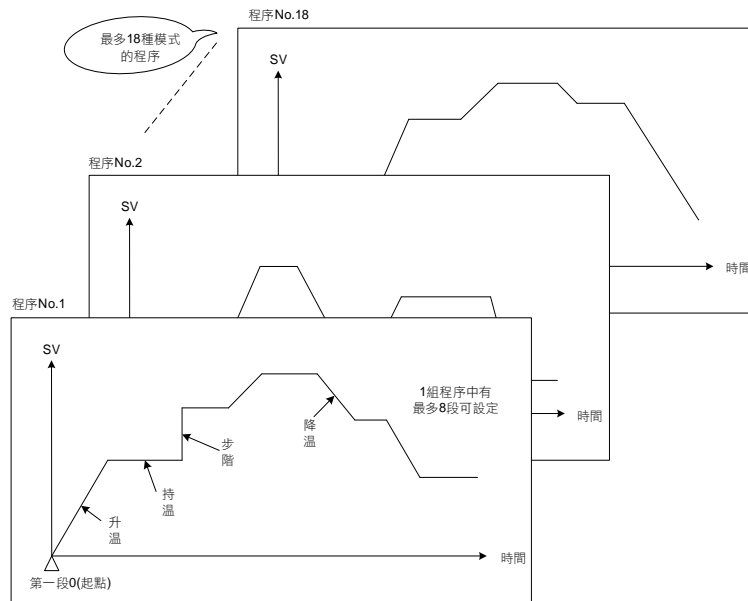 程序No.18
最多18種模式
的程序
SV
時間
程序No.2
SV
時間
程序No.1
SV
1組程序中有
最多8段可設定
步
階
降
溫
持
溫
升
溫
時間
第一段0(起點)